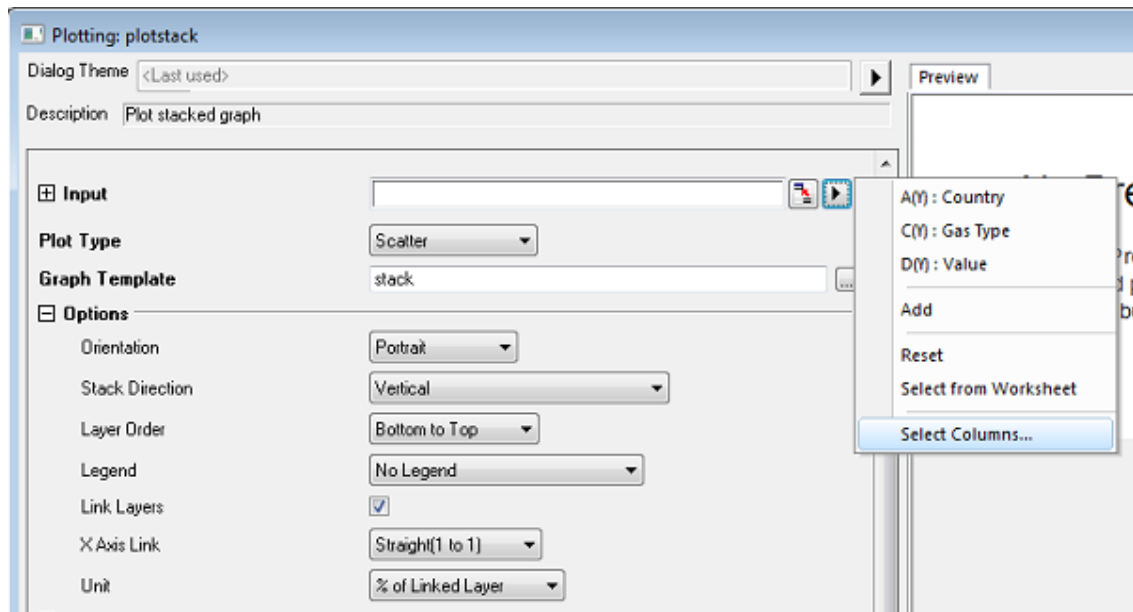 Plotting: plotstack
Dialog Theme <Last used>
Preview
Description Plot stacked graph
Input
A(Y) : Country
C(Y) : Gas Type
D(Y) : Value
Add
Reset
Select from Worksheet
Select Columns...
Plot Type Scatter
Graph Template stack ...
Options
Orientation Portrait
Stack Direction Vertical
Layer Order Bottom to Top
Legend No Legend
Link Layers
X Axis Link Straight(1 to 1)
Unit % of Linked Layer